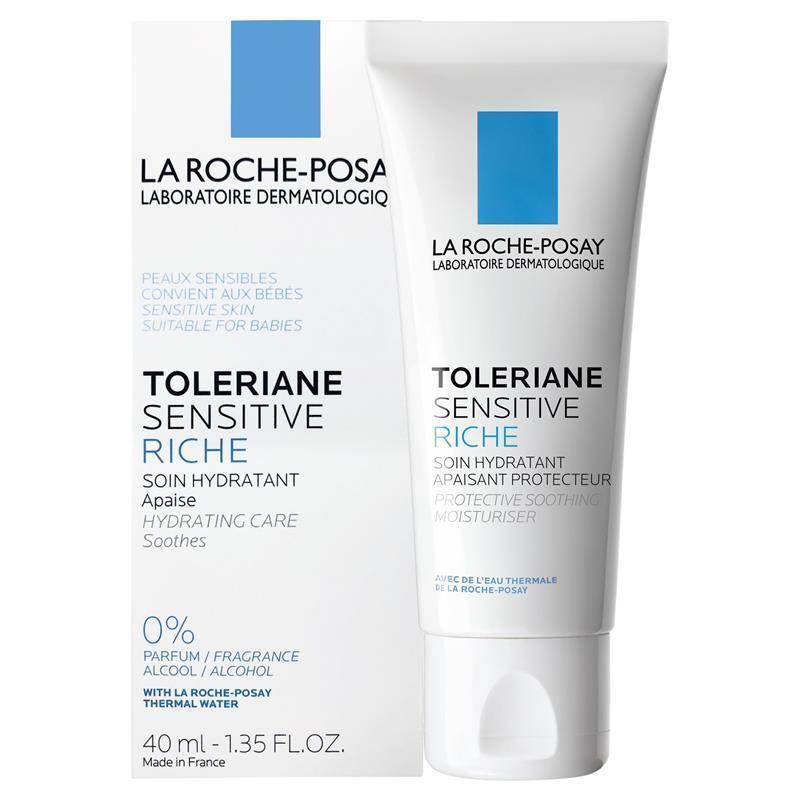 LA ROCHE-POSA
LABORATOIRE DERMATOLOGIQ
PEAUX SENSIBLES
CONVIENT AUX BÉBÉS
SENSITIVE SKIN
SUITABLE FOR BABIES
TOLERIANE
SENSITIVE
RICHE
SOIN HYDRATANT
Apaise
HYDRATING CARE
Soothes
0%
PARFUM / FRAGRANCE
ALCOOL / ALCOHOL
WITH LA ROCHE-POSAY
THERMAL WATER
40 ml - 1.35 FL.OZ.
Made in France
LA ROCHE-POSAY
LABORATOIRE DERMATOLOGIQUE
TOLERIANE
SENSITIVE
RICHE
SOIN HYDRATANT
APAISANT PROTECTEUR
PROTECTIVE SOOTHING
MOISTURISER
AVEC DE L'EAU THERMALE
DE LA ROCHE-POSAY